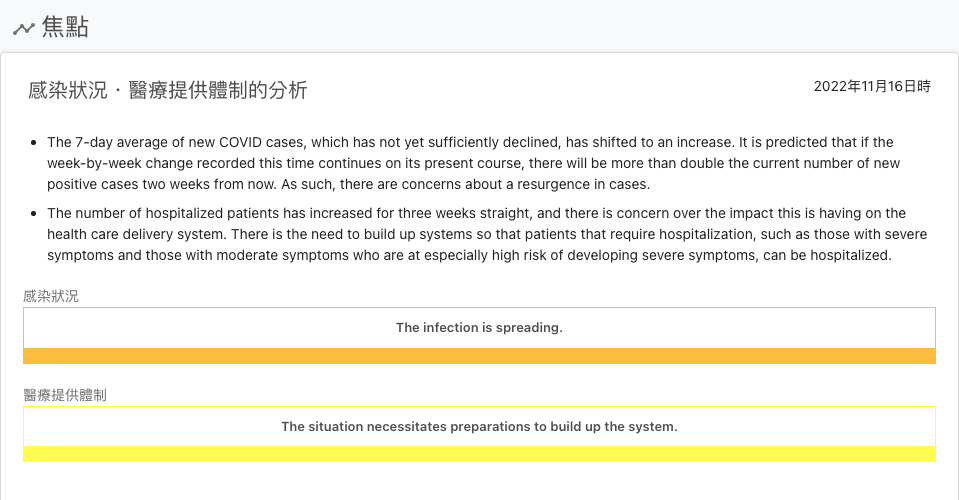 焦點
感染狀況・醫療提供體制的分析
2022年11月16日時
• The 7-day average of new COVID cases, which has not yet sufficiently declined, has shifted to an increase. It is predicted that if the
week-by-week change recorded this time continues on its present course, there will be more than double the current number of new
positive cases two weeks from now. As such, there are concerns about a resurgence in cases.
• The number of hospitalized patients has increased for three weeks straight, and there is concern over the impact this is having on the
health care delivery system. There is the need to build up systems so that patients that require hospitalization, such as those with severe
symptoms and those with moderate symptoms who are at especially high risk of developing severe symptoms, can be hospitalized.
感染狀況
The infection is spreading.
醫療提供體制
The situation necessitates preparations to build up the system.